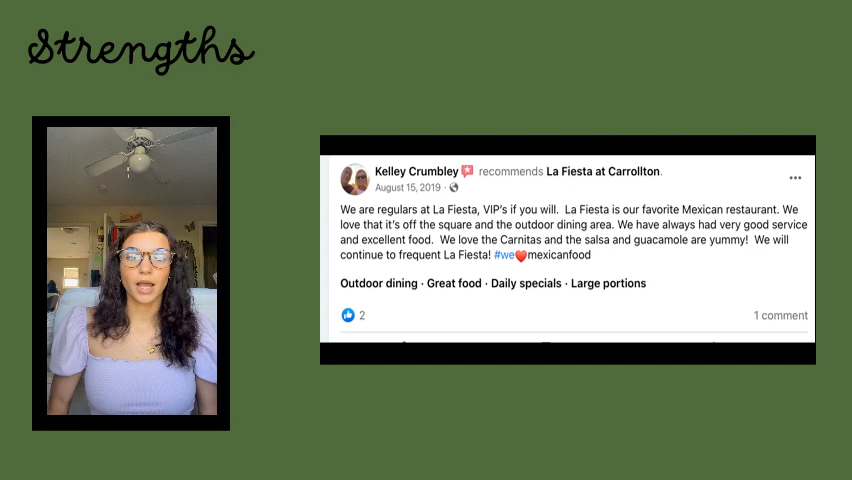 Strengths
Kelley Crumbley recommends La Fiesta at Carrollton.
August 15, 2019 ·
We are regulars at La Fiesta, VIP's if you will. La Fiesta is our favorite Mexican restaurant. We
love that it's off the square and the outdoor dining area. We have always had very good service
and excellent food. We love the Carnitas and the salsa and guacamole are yummy! We will
continue to frequent La Fiesta! #we❤️mexicanfood
Outdoor dining · Great food · Daily specials · Large portions
2
1 comment